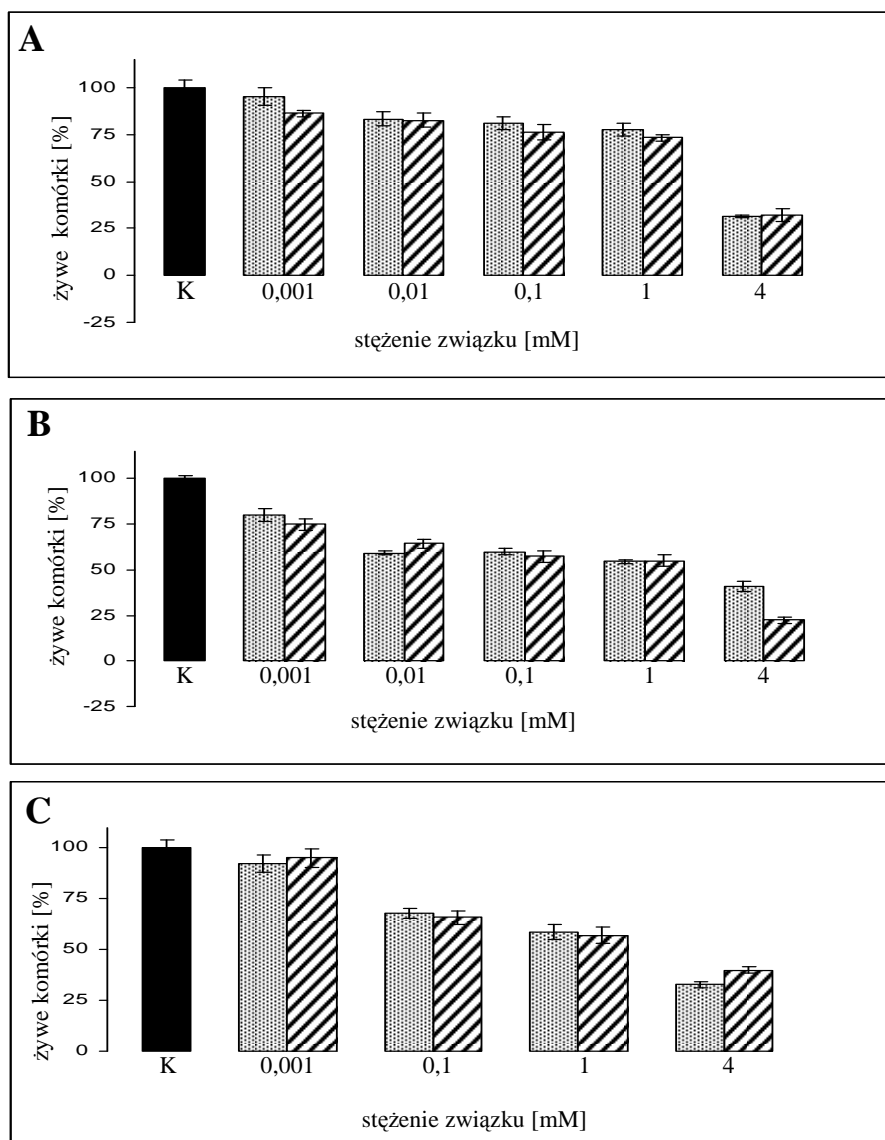 A
żywe komórki [%]
100
75
50
25
0
-25
K 0,001 0,01 0,1 1 4
stężenie związku [mM]
B
żywe komórki [%]
100
75
50
25
0
-25
K 0,001 0,01 0,1 1 4
stężenie związku [mM]
C
żywe komórki [%]
100
75
50
25
0
K 0,001 0,1 1 4
stężenie związku [mM]